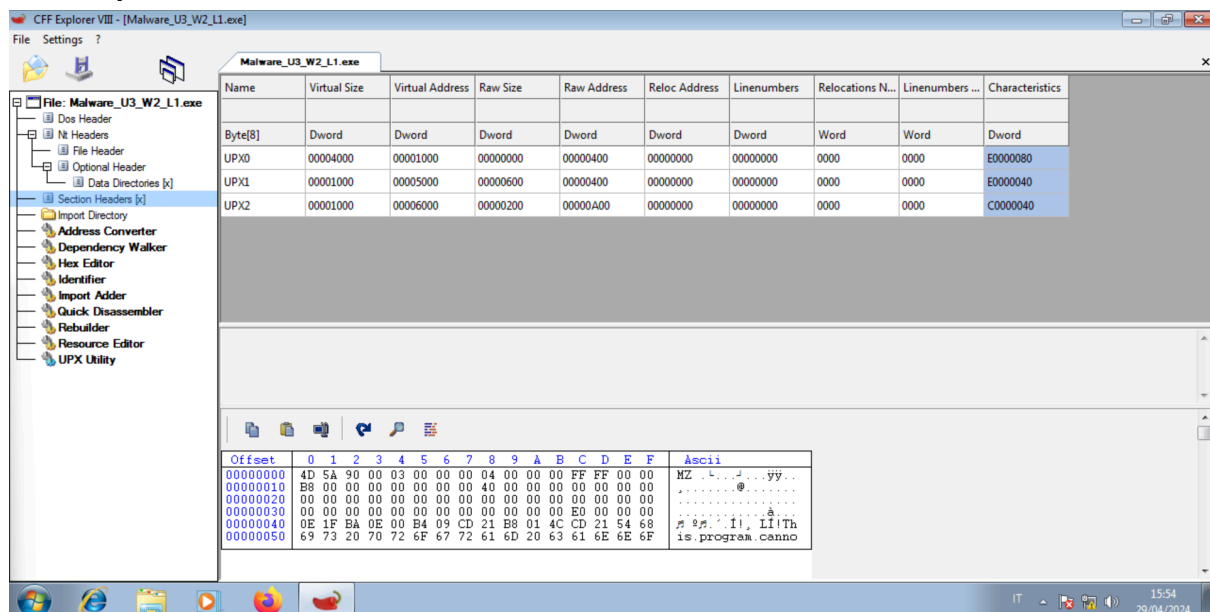 CFF Explorer VIII - [Malware_U3_W2_L1.exe]
File Settings ?
Malware_U3_W2_L1.exe
File: Malware_U3_W2_L1.exe
Dos Header
Nt Headers
File Header
Optional Header
Data Directories [x]
Section Headers [x]
Import Directory
Address Converter
Dependency Walker
Hex Editor
Identifier
Import Adder
Quick Disassembler
Rebuilder
Resource Editor
UPX Utility
Name Virtual Size Virtual Address Raw Size Raw Address Reloc Address Linenumbers Relocations N... Linenumbers ... Characteristics
Byte[8] Dword Dword Dword Dword Dword Dword Word Word Dword
UPX0 00004000 00001000 00000000 00000400 00000000 00000000 0000 0000 E0000080
UPX1 00001000 00005000 00000600 00000400 00000000 00000000 0000 0000 E0000040
UPX2 00001000 00006000 00000200 00000A00 00000000 00000000 0000 0000 C0000040
Offset 0 1 2 3 4 5 6 7 8 9 A B C D E F Ascii
00000000 4D 5A 90 00 03 00 00 00 04 00 00 00 FF FF 00 00 MZ.└...┘...ÿÿ..
00000010 B8 00 00 00 00 00 00 00 40 00 00 00 00 00 00 00 ¸.......@.......
00000020 00 00 00 00 00 00 00 00 00 00 00 00 00 00 00 00 ................
00000030 00 00 00 00 00 00 00 00 00 00 00 00 E0 00 00 00 ............à...
00000040 0E 1F BA 0E 00 B4 09 CD 21 B8 01 4C CD 21 54 68 ♬ º♬.´.Í!¸ LÍ!Th
00000050 69 73 20 70 72 6F 67 72 61 6D 20 63 61 6E 6E 6F is.program.canno
IT
15:54
29/04/2024